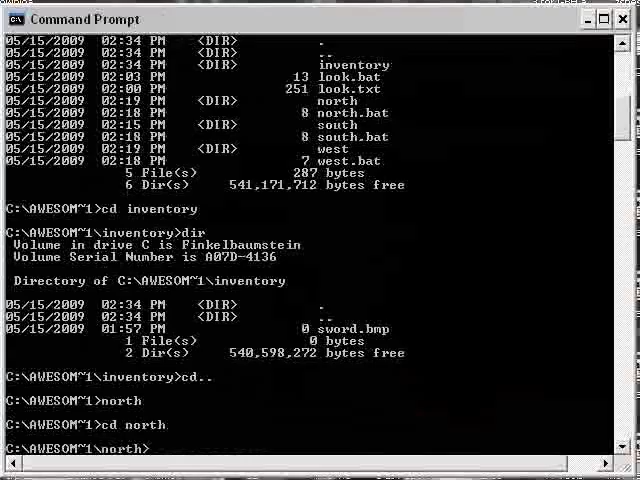 Command Prompt
05/15/2009 02:34 PM <DIR> .
05/15/2009 02:34 PM <DIR> ..
05/15/2009 02:34 PM <DIR> inventory
05/15/2009 02:03 PM 13 look.bat
05/15/2009 02:00 PM 251 look.txt
05/15/2009 02:19 PM <DIR> north
05/15/2009 02:18 PM 8 north.bat
05/15/2009 02:15 PM <DIR> south
05/15/2009 02:18 PM 8 south.bat
05/15/2009 02:19 PM <DIR> west
05/15/2009 02:18 PM 7 west.bat
5 File(s) 287 bytes
6 Dir(s) 541,171,712 bytes free
C:\AWESOM~1>cd inventory
C:\AWESOM~1\inventory>dir
Volume in drive C is Finkelbaumstein
Volume Serial Number is A07D-4136
Directory of C:\AWESOM~1\inventory
05/15/2009 02:34 PM <DIR> .
05/15/2009 02:34 PM <DIR> ..
05/15/2009 01:57 PM 0 sword.bmp
1 File(s) 0 bytes
2 Dir(s) 540,598,272 bytes free
C:\AWESOM~1\inventory>cd..
C:\AWESOM~1>north
C:\AWESOM~1>cd north
C:\AWESOM~1\north>